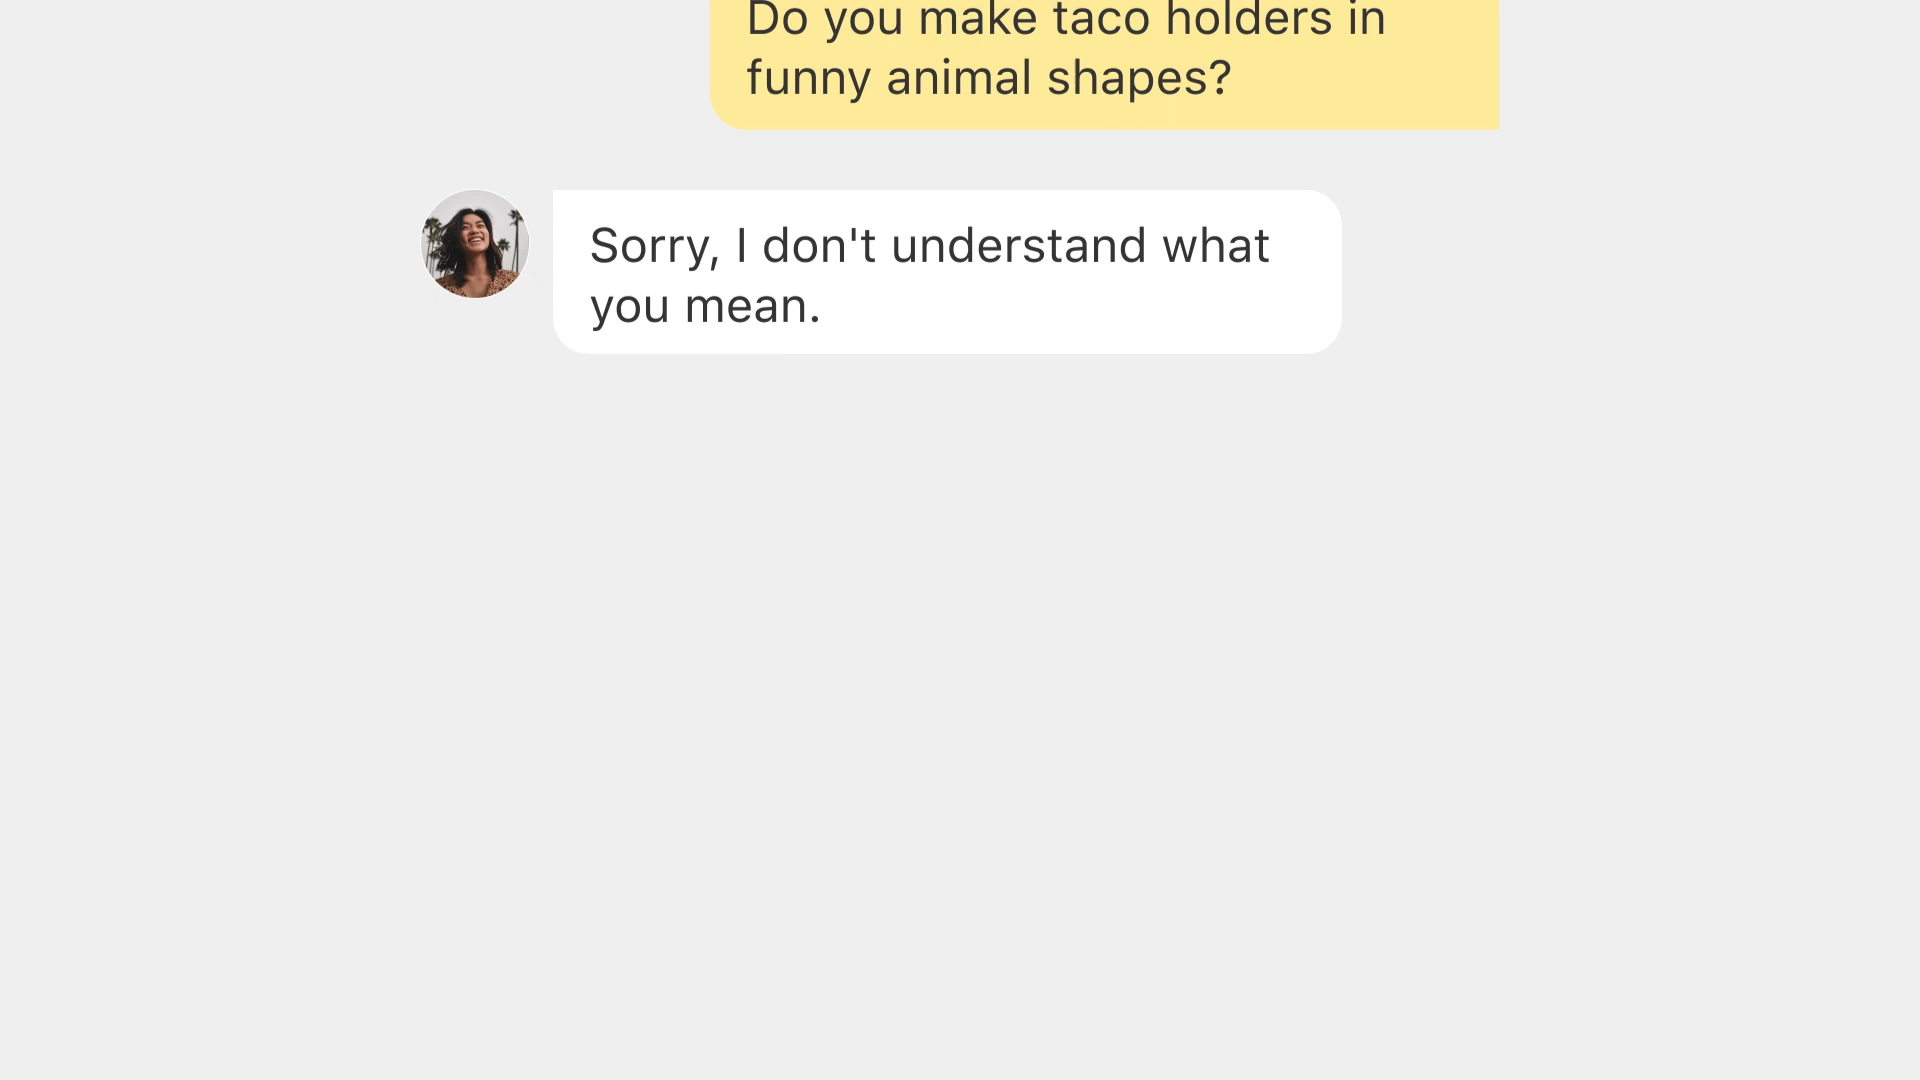 Do you make taco holders in
funny animal shapes?
Sorry, I don't understand what
you mean.